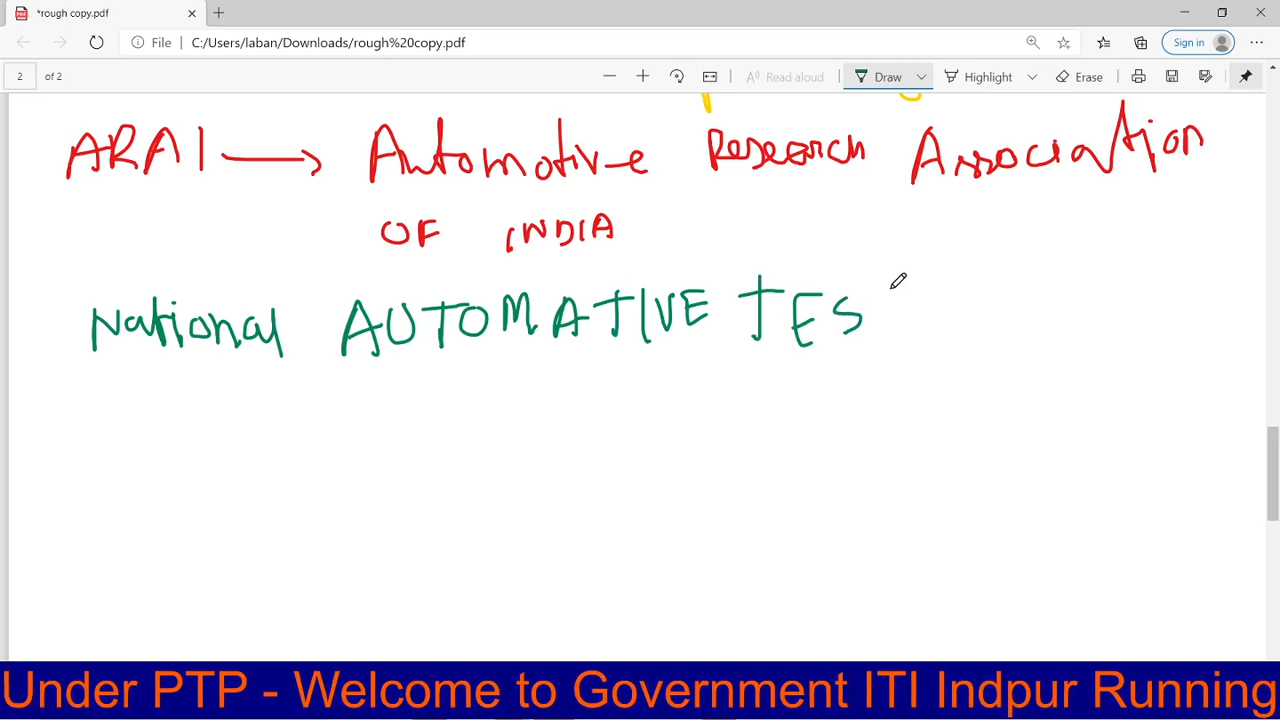 *rough copy.pdf
File C:/Users/laban/Downloads/rough%20copy.pdf Sign in
2 of 2 Read aloud Draw Highlight Erase
ARAI → Automotive Research Association
OF INDIA
National AUTOMATIVE TES
Under PTP - Welcome to Government ITI Indpur Running